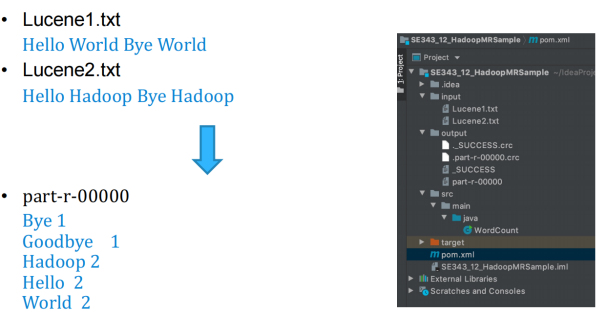 • Lucene1.txt
Hello World Bye World
• Lucene2.txt
Hello Hadoop Bye Hadoop
• part-r-00000
Bye 1
Goodbye 1
Hadoop 2
Hello 2
World 2
SE343_12_HadoopMRSample pom.xml
1: Project
Project
SE343_12_HadoopMRSample ~/IdeaProje
.idea
input
Lucene1.txt
Lucene2.txt
output
._SUCCESS.crc
.part-r-00000.crc
_SUCCESS
part-r-00000
src
main
java
WordCount
target
pom.xml
SE343_12_HadoopMRSample.iml
External Libraries
Scratches and Consoles